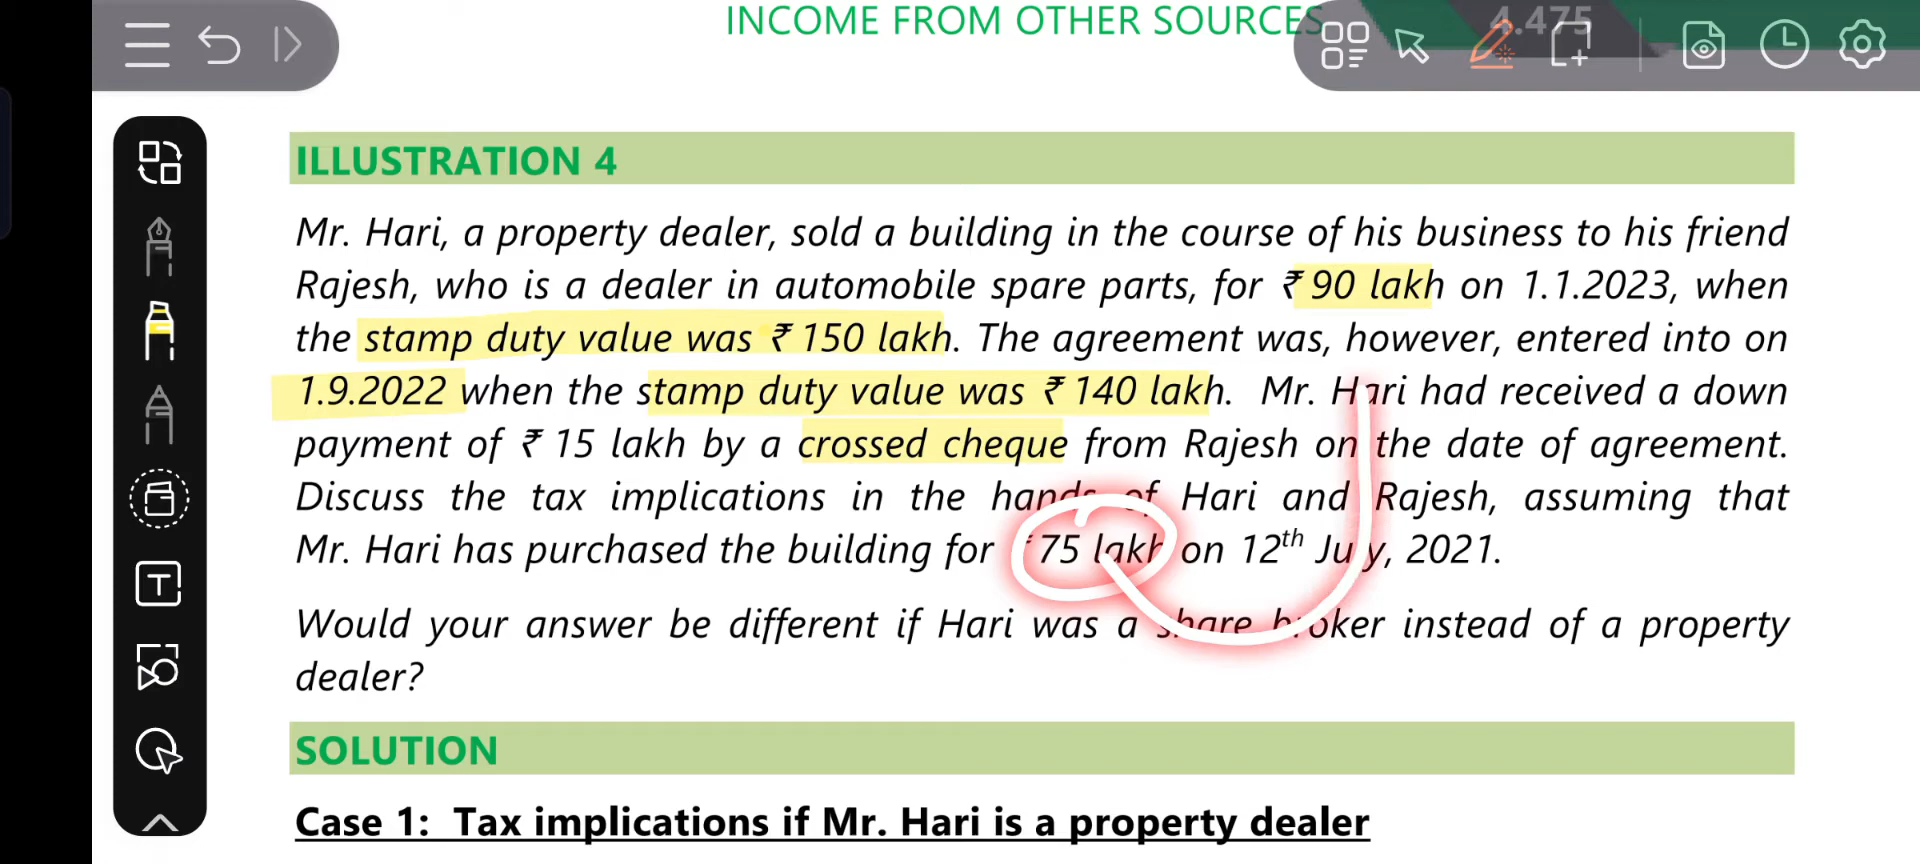 INCOME FROM OTHER SOURCES 4.475
ILLUSTRATION 4
Mr. Hari, a property dealer, sold a building in the course of his business to his friend
Rajesh, who is a dealer in automobile spare parts, for ₹ 90 lakh on 1.1.2023, when
the stamp duty value was ₹ 150 lakh. The agreement was, however, entered into on
1.9.2022 when the stamp duty value was ₹ 140 lakh. Mr. Hari had received a down
payment of ₹ 15 lakh by a crossed cheque from Rajesh on the date of agreement.
Discuss the tax implications in the hands of Hari and Rajesh, assuming that
Mr. Hari has purchased the building for ₹ 75 lakh on 12th July, 2021.
Would your answer be different if Hari was a share broker instead of a property
dealer?
SOLUTION
Case 1: Tax implications if Mr. Hari is a property dealer